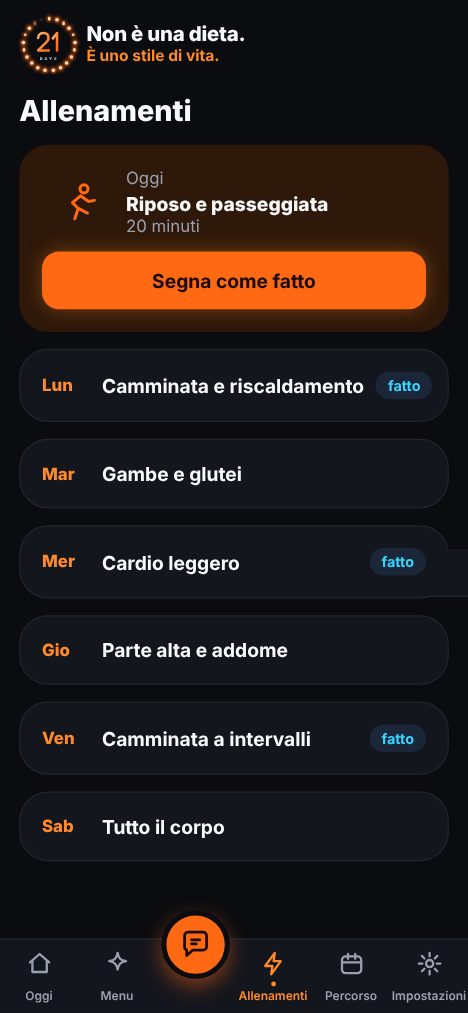 21
DAYS
Non è una dieta.
È uno stile di vita.
Allenamenti
Oggi
Riposo e passeggiata
20 minuti
Segna come fatto
Lun Camminata e riscaldamento fatto
Mar Gambe e glutei
Mer Cardio leggero fatto
Gio Parte alta e addome
Ven Camminata a intervalli fatto
Sab Tutto il corpo
Oggi Menu Allenamenti Percorso Impostazioni